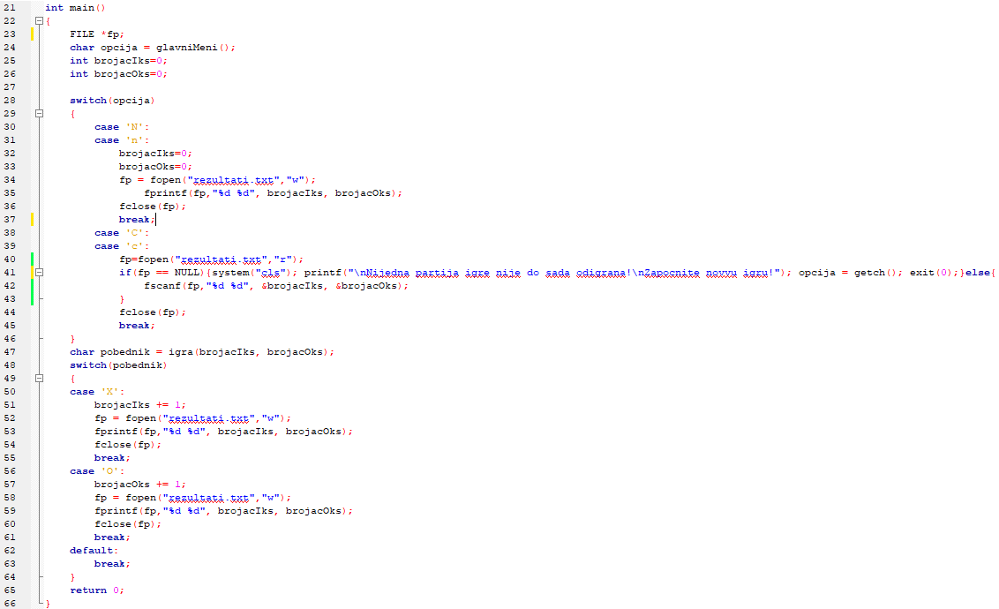 21 int main()
22 {
23 FILE *fp;
24 char opcija = glavniMeni();
25 int brojacIks=0;
26 int brojacOks=0;
27
28 switch(opcija)
29 {
30 case 'N':
31 case 'n':
32 brojacIks=0;
33 brojacOks=0;
34 fp = fopen("rezultati.txt","w");
35 fprintf(fp,"%d %d", brojacIks, brojacOks);
36 fclose(fp);
37 break;
38 case 'C':
39 case 'c':
40 fp=fopen("rezultati.txt","r");
41 if(fp == NULL){system("cls"); printf("\nNijedna partija igre nije do sada odigrana!\nZapocnite novvu igru!"); opcija = getch(); exit(0);}else{
42 fscanf(fp,"%d %d", &brojacIks, &brojacOks);
43 }
44 fclose(fp);
45 break;
46 }
47 char pobednik = igra(brojacIks, brojacOks);
48 switch(pobednik)
49 {
50 case 'X':
51 brojacIks += 1;
52 fp = fopen("rezultati.txt","w");
53 fprintf(fp,"%d %d", brojacIks, brojacOks);
54 fclose(fp);
55 break;
56 case 'O':
57 brojacOks += 1;
58 fp = fopen("rezultati.txt","w");
59 fprintf(fp,"%d %d", brojacIks, brojacOks);
60 fclose(fp);
61 break;
62 default:
63 break;
64 }
65 return 0;
66 }